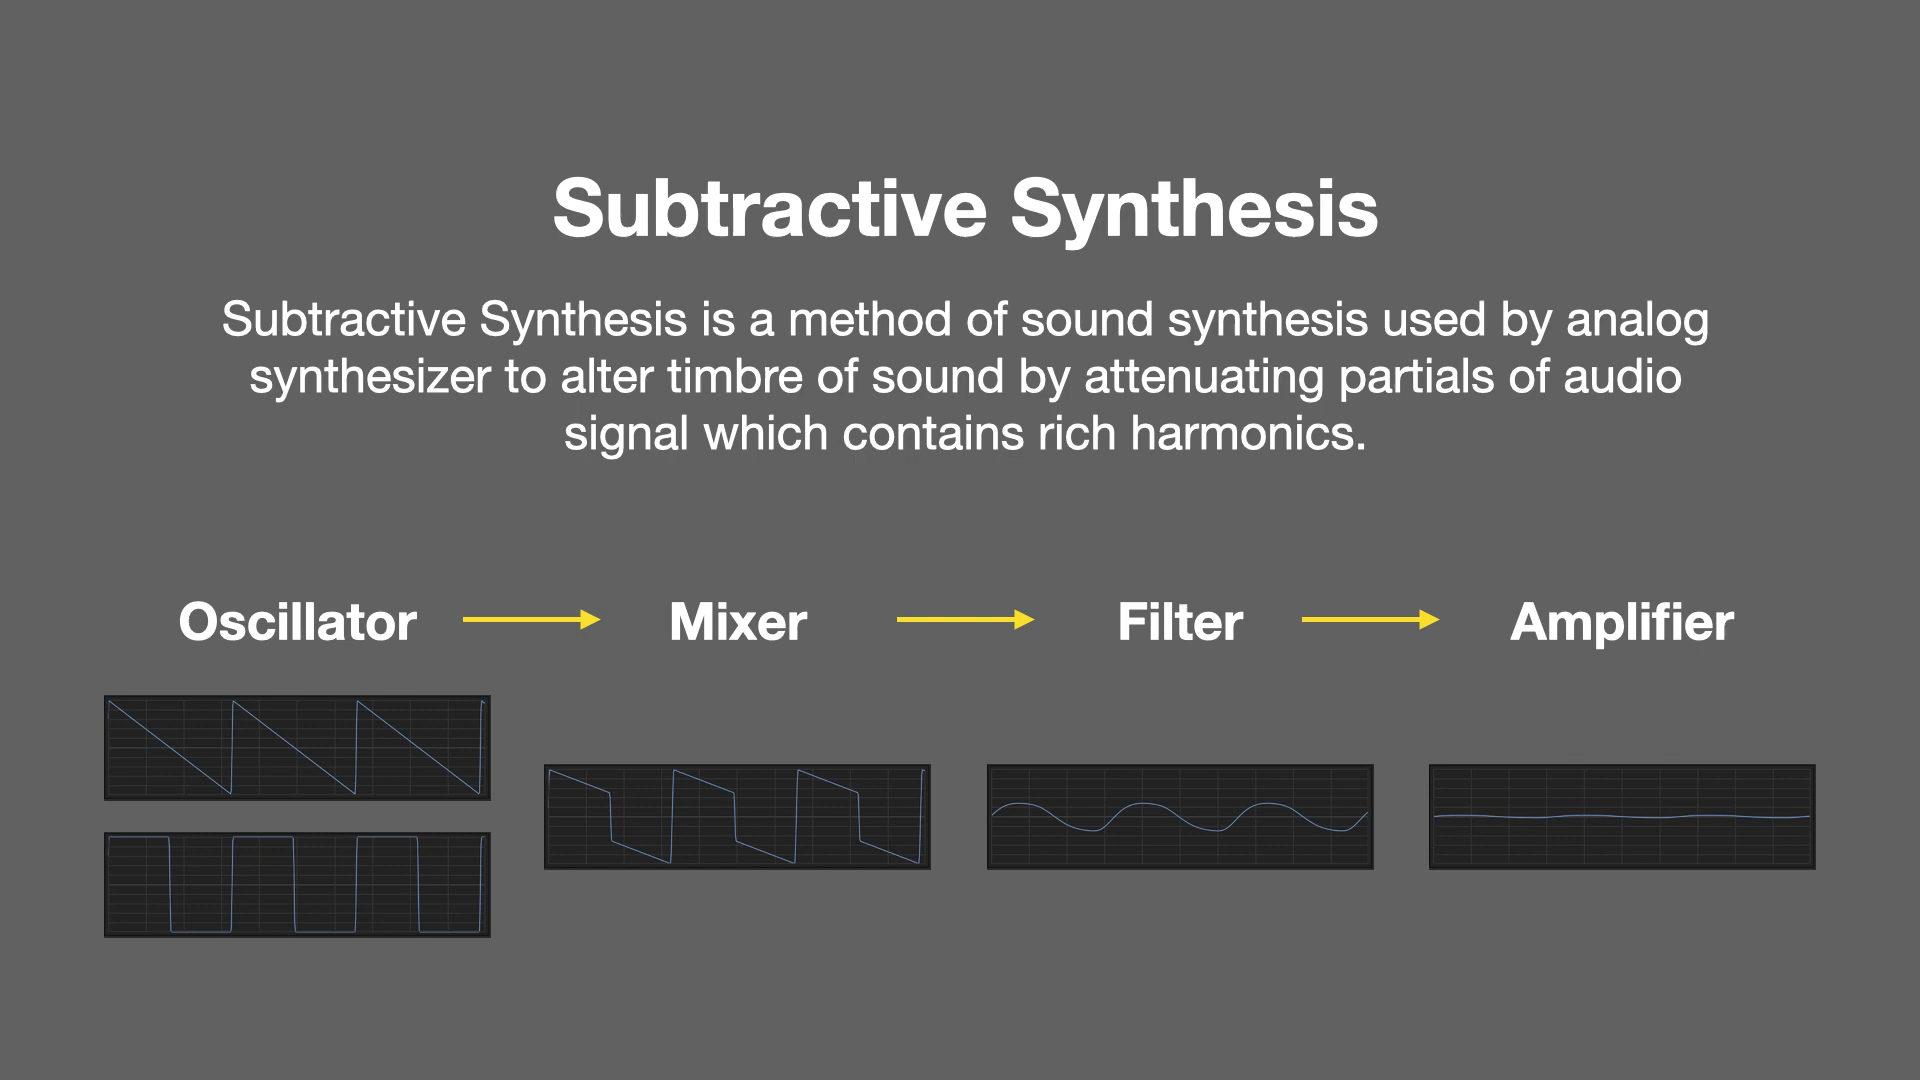 Subtractive Synthesis
Subtractive Synthesis is a method of sound synthesis used by analog
synthesizer to alter timbre of sound by attenuating partials of audio
signal which contains rich harmonics.
Oscillator
Mixer
Filter
Amplifier